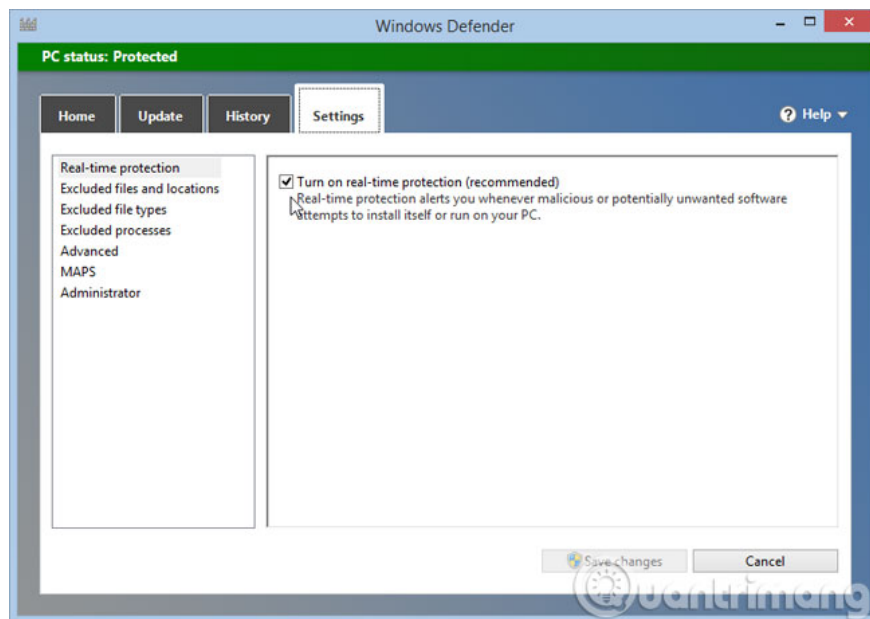 Windows Defender
PC status: Protected
Home
Update
History
Settings
Help
Real-time protection
Excluded files and locations
Excluded file types
Excluded processes
Advanced
MAPS
Administrator
Turn on real-time protection (recommended)
Real-time protection alerts you whenever malicious or potentially unwanted software
attempts to install itself or run on your PC.
Save changes
Cancel
Quantrimang